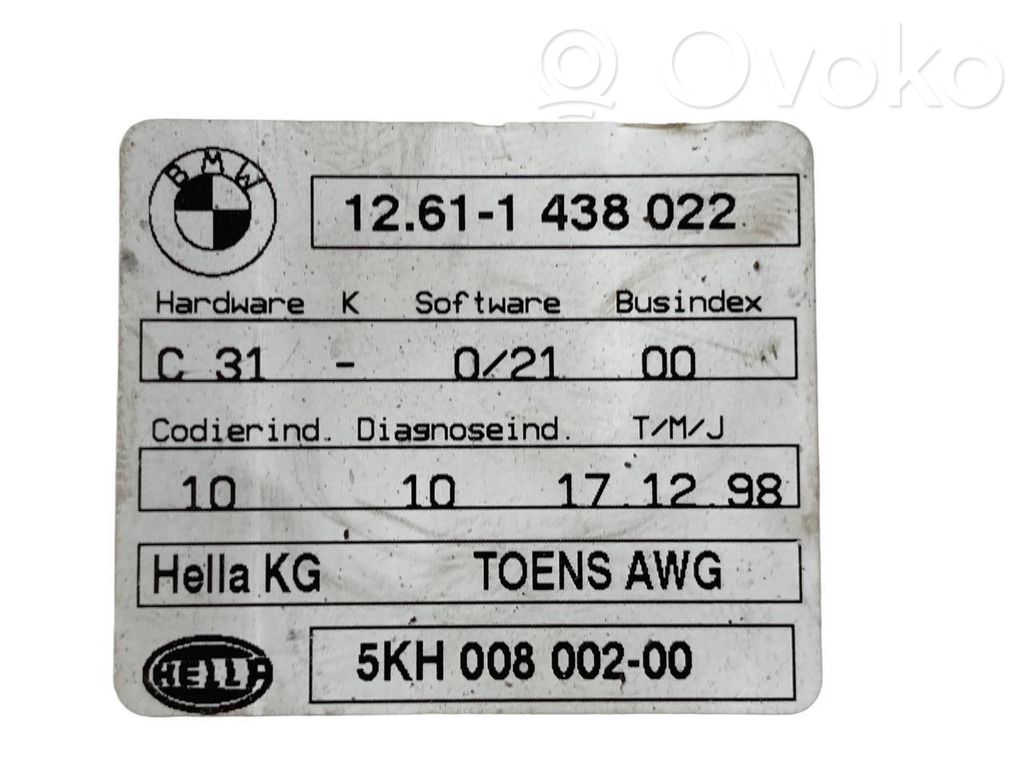 Ovoko
BMW
12.61-1 438 022
Hardware K Software Busindex
C 31 - 0/21 00
Codierind. Diagnoseind. T/M/J
10 10 17.12.98
Hella KG TOENS AWG
HELLA 5KH 008 002-00